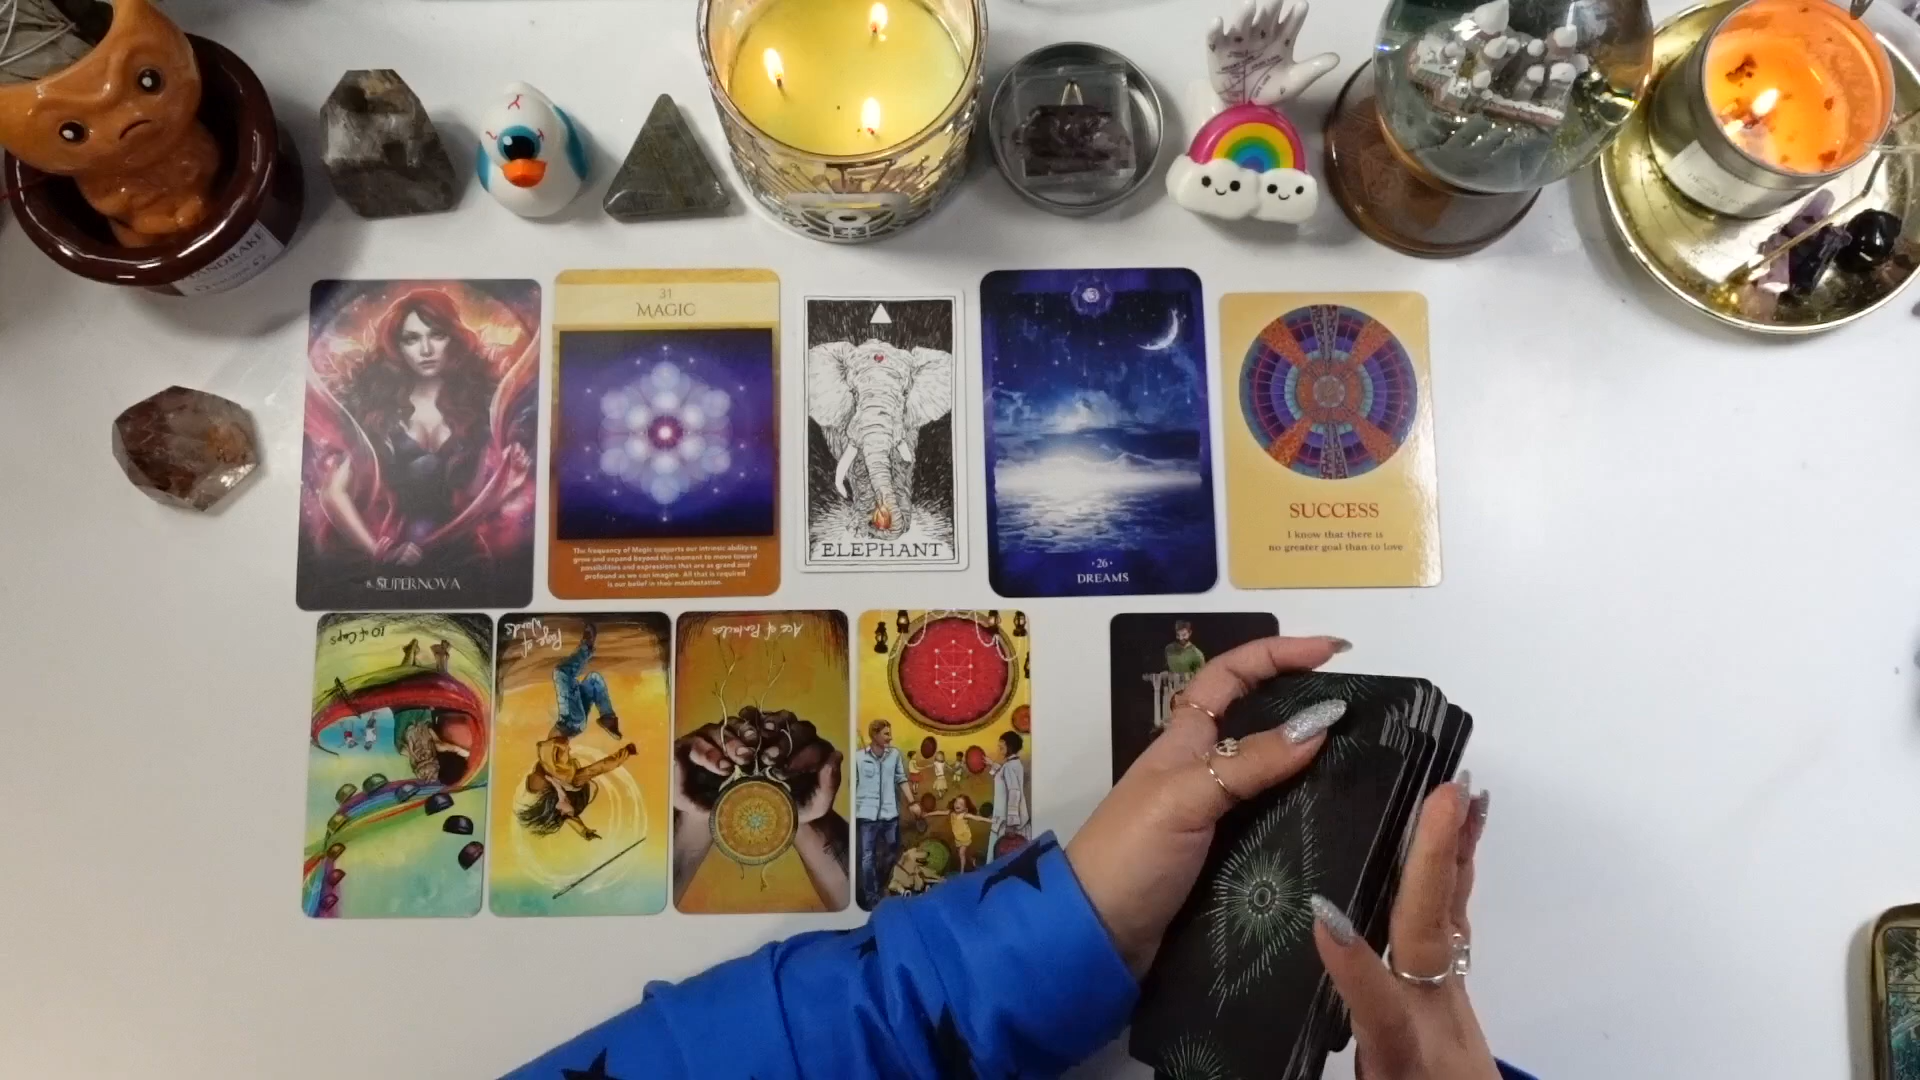 MANDRAKE
31
MAGIC
The frequency of Magic supports our intrinsic ability to
grow and expand beyond this moment to move toward
possibilities and expressions that are as grand and
profound as we can imagine. All that is required
is our belief in their manifestation.
8. SUPERNOVA
ELEPHANT
· 26 ·
DREAMS
SUCCESS
I know that there is
no greater goal than to love
10 of Cups
Page of
Wands
Ace of Pentacles